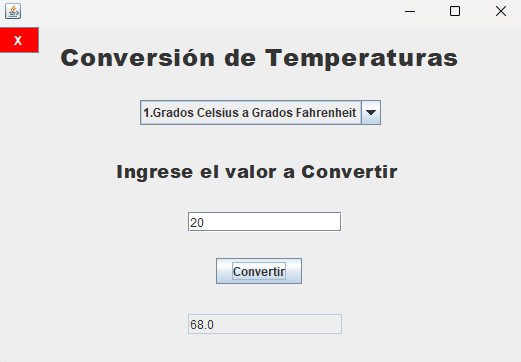 X
Conversión de Temperaturas
1.Grados Celsius a Grados Fahrenheit
Ingrese el valor a Convertir
20
Convertir
68.0